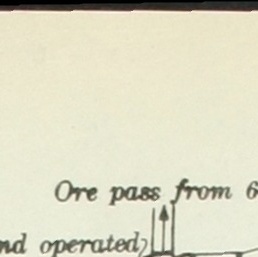 Ore pass from 6
nd operated)